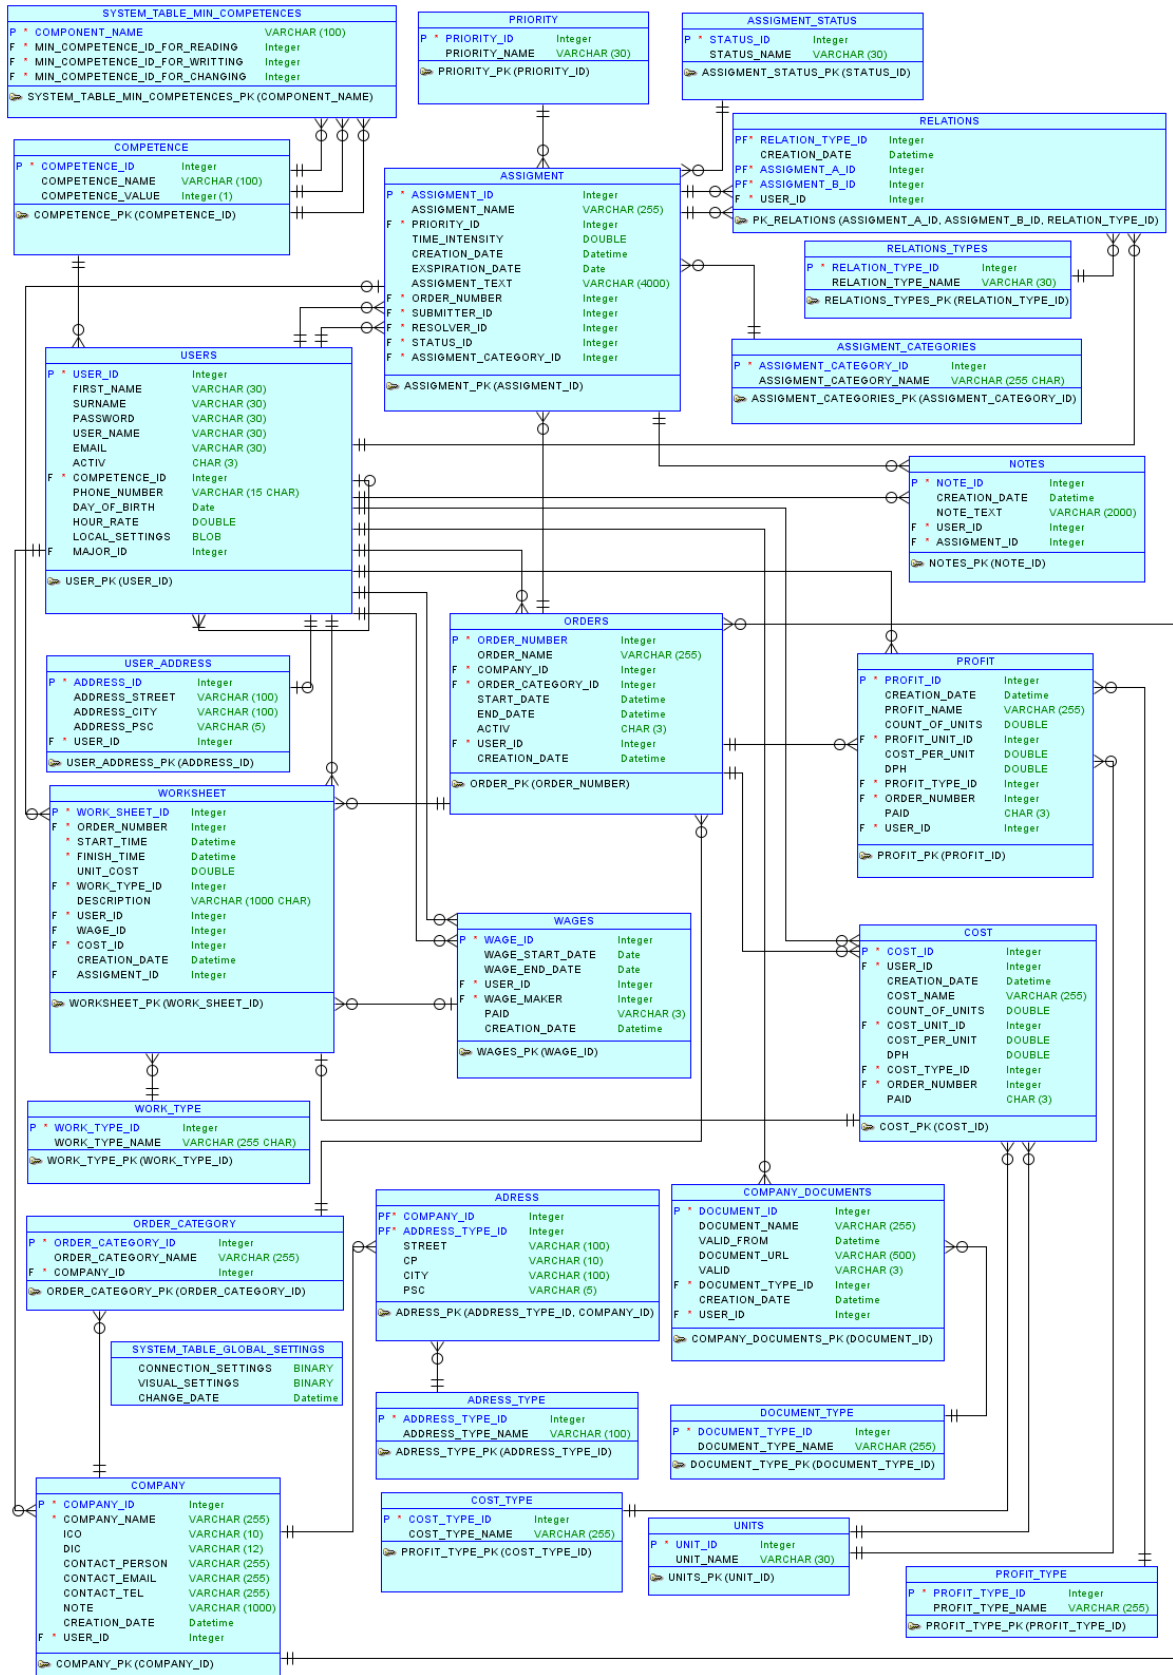 SYSTEM_TABLE_MIN_COMPETENCES
P * COMPONENT_NAME VARCHAR (100)
F * MIN_COMPETENCE_ID_FOR_READING Integer
F * MIN_COMPETENCE_ID_FOR_WRITTING Integer
F * MIN_COMPETENCE_ID_FOR_CHANGING Integer
SYSTEM_TABLE_MIN_COMPETENCES_PK (COMPONENT_NAME)
PRIORITY
P * PRIORITY_ID Integer
PRIORITY_NAME VARCHAR (30)
PRIORITY_PK (PRIORITY_ID)
ASSIGMENT_STATUS
P * STATUS_ID Integer
STATUS_NAME VARCHAR (30)
ASSIGMENT_STATUS_PK (STATUS_ID)
COMPETENCE
P * COMPETENCE_ID Integer
COMPETENCE_NAME VARCHAR (100)
COMPETENCE_VALUE Integer (1)
COMPETENCE_PK (COMPETENCE_ID)
ASSIGMENT
P * ASSIGMENT_ID Integer
ASSIGMENT_NAME VARCHAR (255)
F * PRIORITY_ID Integer
TIME_INTENSITY DOUBLE
CREATION_DATE Datetime
EXSPIRATION_DATE Date
ASSIGMENT_TEXT VARCHAR (4000)
F * ORDER_NUMBER Integer
F * SUBMITTER_ID Integer
F * RESOLVER_ID Integer
F * STATUS_ID Integer
F * ASSIGMENT_CATEGORY_ID Integer
ASSIGMENT_PK (ASSIGMENT_ID)
RELATIONS
PF* RELATION_TYPE_ID Integer
CREATION_DATE Datetime
PF* ASSIGMENT_A_ID Integer
PF* ASSIGMENT_B_ID Integer
F * USER_ID Integer
PK_RELATIONS (ASSIGMENT_A_ID, ASSIGMENT_B_ID, RELATION_TYPE_ID)
RELATIONS_TYPES
P * RELATION_TYPE_ID Integer
RELATION_TYPE_NAME VARCHAR (30)
RELATIONS_TYPES_PK (RELATION_TYPE_ID)
ASSIGMENT_CATEGORIES
P * ASSIGMENT_CATEGORY_ID Integer
ASSIGMENT_CATEGORY_NAME VARCHAR (255 CHAR)
ASSIGMENT_CATEGORIES_PK (ASSIGMENT_CATEGORY_ID)
USERS
P * USER_ID Integer
FIRST_NAME VARCHAR (30)
SURNAME VARCHAR (30)
PASSWORD VARCHAR (30)
USER_NAME VARCHAR (30)
EMAIL VARCHAR (30)
ACTIV CHAR (3)
F * COMPETENCE_ID Integer
PHONE_NUMBER VARCHAR (15 CHAR)
DAY_OF_BIRTH Date
HOUR_RATE DOUBLE
LOCAL_SETTINGS BLOB
F MAJOR_ID Integer
USER_PK (USER_ID)
NOTES
P * NOTE_ID Integer
CREATION_DATE Datetime
NOTE_TEXT VARCHAR (2000)
F * USER_ID Integer
F * ASSIGMENT_ID Integer
NOTES_PK (NOTE_ID)
USER_ADDRESS
P * ADDRESS_ID Integer
ADDRESS_STREET VARCHAR (100)
ADDRESS_CITY VARCHAR (100)
ADDRESS_PSC VARCHAR (5)
F * USER_ID Integer
USER_ADDRESS_PK (ADDRESS_ID)
ORDERS
P * ORDER_NUMBER Integer
ORDER_NAME VARCHAR (255)
F * COMPANY_ID Integer
F * ORDER_CATEGORY_ID Integer
START_DATE Datetime
END_DATE Datetime
ACTIV CHAR (3)
F * USER_ID Integer
CREATION_DATE Datetime
ORDER_PK (ORDER_NUMBER)
PROFIT
P * PROFIT_ID Integer
CREATION_DATE Datetime
PROFIT_NAME VARCHAR (255)
COUNT_OF_UNITS DOUBLE
F * PROFIT_UNIT_ID Integer
COST_PER_UNIT DOUBLE
DPH DOUBLE
F * PROFIT_TYPE_ID Integer
F * ORDER_NUMBER Integer
PAID CHAR (3)
F * USER_ID Integer
PROFIT_PK (PROFIT_ID)
WORKSHEET
P * WORK_SHEET_ID Integer
F * ORDER_NUMBER Integer
* START_TIME Datetime
* FINISH_TIME Datetime
UNIT_COST DOUBLE
F * WORK_TYPE_ID Integer
DESCRIPTION VARCHAR (1000 CHAR)
F * USER_ID Integer
F WAGE_ID Integer
F * COST_ID Integer
CREATION_DATE Datetime
F ASSIGMENT_ID Integer
WORKSHEET_PK (WORK_SHEET_ID)
WAGES
P * WAGE_ID Integer
WAGE_START_DATE Date
WAGE_END_DATE Date
F * USER_ID Integer
F * WAGE_MAKER Integer
PAID VARCHAR (3)
CREATION_DATE Datetime
WAGES_PK (WAGE_ID)
COST
P * COST_ID Integer
F * USER_ID Integer
CREATION_DATE Datetime
COST_NAME VARCHAR (255)
COUNT_OF_UNITS DOUBLE
F * COST_UNIT_ID Integer
COST_PER_UNIT DOUBLE
DPH DOUBLE
F * COST_TYPE_ID Integer
F * ORDER_NUMBER Integer
PAID CHAR (3)
COST_PK (COST_ID)
WORK_TYPE
P * WORK_TYPE_ID Integer
WORK_TYPE_NAME VARCHAR (255 CHAR)
WORK_TYPE_PK (WORK_TYPE_ID)
ORDER_CATEGORY
P * ORDER_CATEGORY_ID Integer
ORDER_CATEGORY_NAME VARCHAR (255)
F * COMPANY_ID Integer
ORDER_CATEGORY_PK (ORDER_CATEGORY_ID)
ADRESS
PF* COMPANY_ID Integer
PF* ADDRESS_TYPE_ID Integer
STREET VARCHAR (100)
CP VARCHAR (10)
CITY VARCHAR (100)
PSC VARCHAR (5)
ADRESS_PK (ADDRESS_TYPE_ID, COMPANY_ID)
COMPANY_DOCUMENTS
P * DOCUMENT_ID Integer
DOCUMENT_NAME VARCHAR (255)
VALID_FROM Datetime
DOCUMENT_URL VARCHAR (500)
VALID VARCHAR (3)
F * DOCUMENT_TYPE_ID Integer
CREATION_DATE Datetime
F * USER_ID Integer
COMPANY_DOCUMENTS_PK (DOCUMENT_ID)
SYSTEM_TABLE_GLOBAL_SETTINGS
CONNECTION_SETTINGS BINARY
VISUAL_SETTINGS BINARY
CHANGE_DATE Datetime
ADRESS_TYPE
P * ADDRESS_TYPE_ID Integer
ADDRESS_TYPE_NAME VARCHAR (100)
ADRESS_TYPE_PK (ADDRESS_TYPE_ID)
DOCUMENT_TYPE
P * DOCUMENT_TYPE_ID Integer
DOCUMENT_TYPE_NAME VARCHAR (255)
DOCUMENT_TYPE_PK (DOCUMENT_TYPE_ID)
COMPANY
P * COMPANY_ID Integer
* COMPANY_NAME VARCHAR (255)
ICO VARCHAR (10)
DIC VARCHAR (12)
CONTACT_PERSON VARCHAR (255)
CONTACT_EMAIL VARCHAR (255)
CONTACT_TEL VARCHAR (255)
NOTE VARCHAR (1000)
CREATION_DATE Datetime
F * USER_ID Integer
COMPANY_PK (COMPANY_ID)
COST_TYPE
P * COST_TYPE_ID Integer
COST_TYPE_NAME VARCHAR (255)
PROFIT_TYPE_PK (COST_TYPE_ID)
UNITS
P * UNIT_ID Integer
UNIT_NAME VARCHAR (30)
UNITS_PK (UNIT_ID)
PROFIT_TYPE
P * PROFIT_TYPE_ID Integer
PROFIT_TYPE_NAME VARCHAR (255)
PROFIT_TYPE_PK (PROFIT_TYPE_ID)